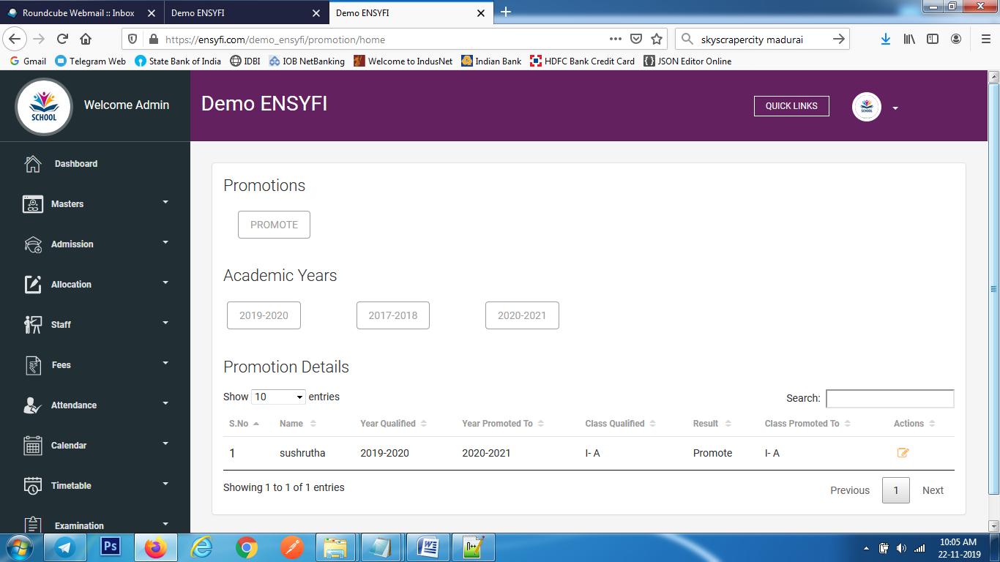 Roundcube Webmail :: Inbox
Demo ENSYFI
Demo ENSYFI
https://ensyfi.com/demo_ensyfi/promotion/home
skyscrapercity madurai
Gmail
Telegram Web
State Bank of India
IDBI
IOB NetBanking
Welcome to IndusNet
Indian Bank
HDFC Bank Credit Card
JSON Editor Online
SCHOOL
Welcome Admin
Demo ENSYFI
QUICK LINKS
SCHOOL
Dashboard
Masters
Admission
Allocation
Staff
Fees
Attendance
Calendar
Timetable
Examination
Promotions
PROMOTE
Academic Years
2019-2020 2017-2018 2020-2021
Promotion Details
Show 10 entries
Search:
S.No Name Year Qualified Year Promoted To Class Qualified Result Class Promoted To Actions
1 sushrutha 2019-2020 2020-2021 I- A Promote I- A
Showing 1 to 1 of 1 entries
Previous 1 Next
Ps
10:05 AM
22-11-2019